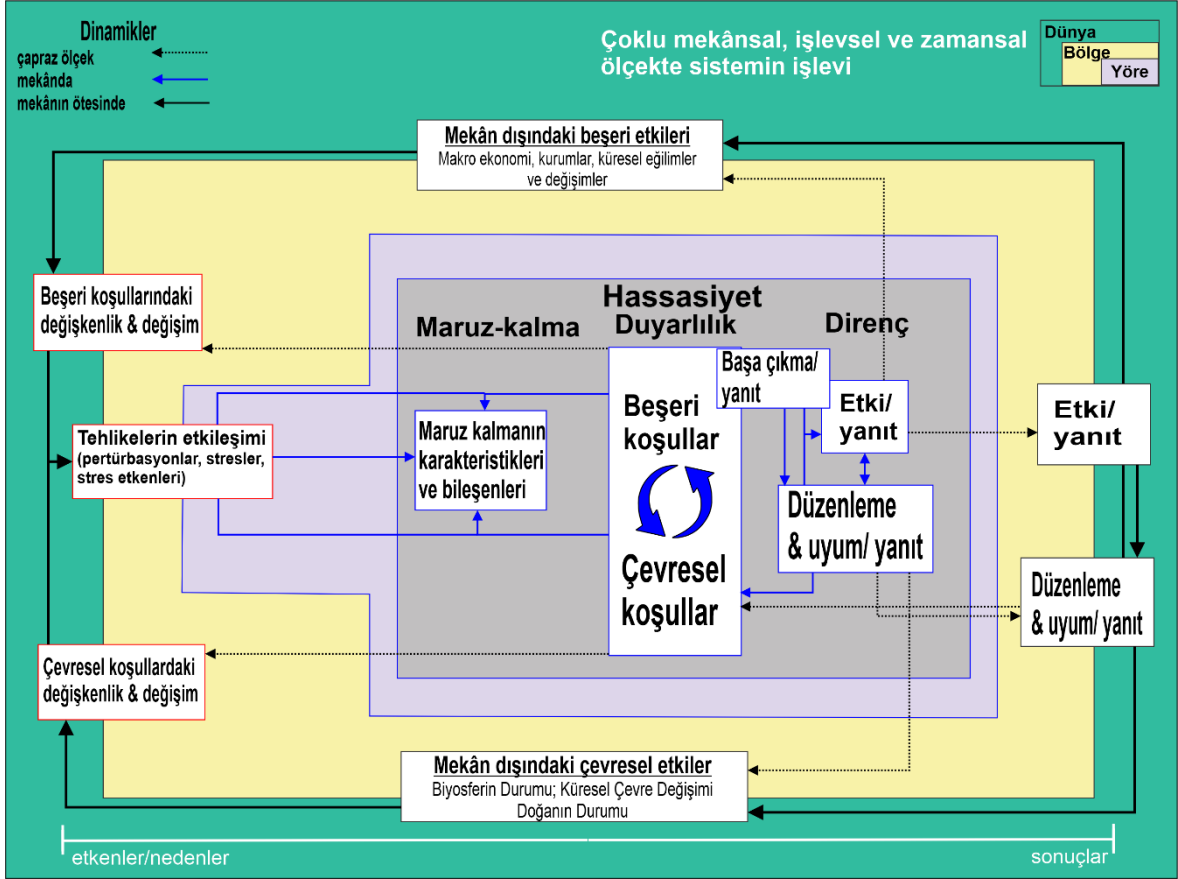 Dinamikler
çapraz ölçek
mekânda
mekânın ötesinde
Çoklu mekânsal, işlevsel ve zamansal
ölçekte sistemin işlevi
Dünya
Bölge
Yöre
Mekân dışındaki beşeri etkileri
Makro ekonomi, kurumlar, küresel eğilimler
ve değişimler
Beşeri koşullarındaki
değişkenlik & değişim
Hassasiyet
Maruz-kalma
Duyarlılık
Direnç
Tehlikelerin etkileşimi
(pertürbasyonlar, stresler,
stres etkenleri)
Maruz kalmanın
karakteristikleri
ve bileşenleri
Beşeri
koşullar
Çevresel
koşullar
Başa çıkma/
yanıt
Etki/
yanıt
Düzenleme
& uyum/ yanıt
Etki/
yanıt
Düzenleme
& uyum/ yanıt
Çevresel koşullardaki
değişkenlik & değişim
Mekân dışındaki çevresel etkiler
Biyosferin Durumu; Küresel Çevre Değişimi
Doğanın Durumu
etkenler/nedenler
sonuçlar